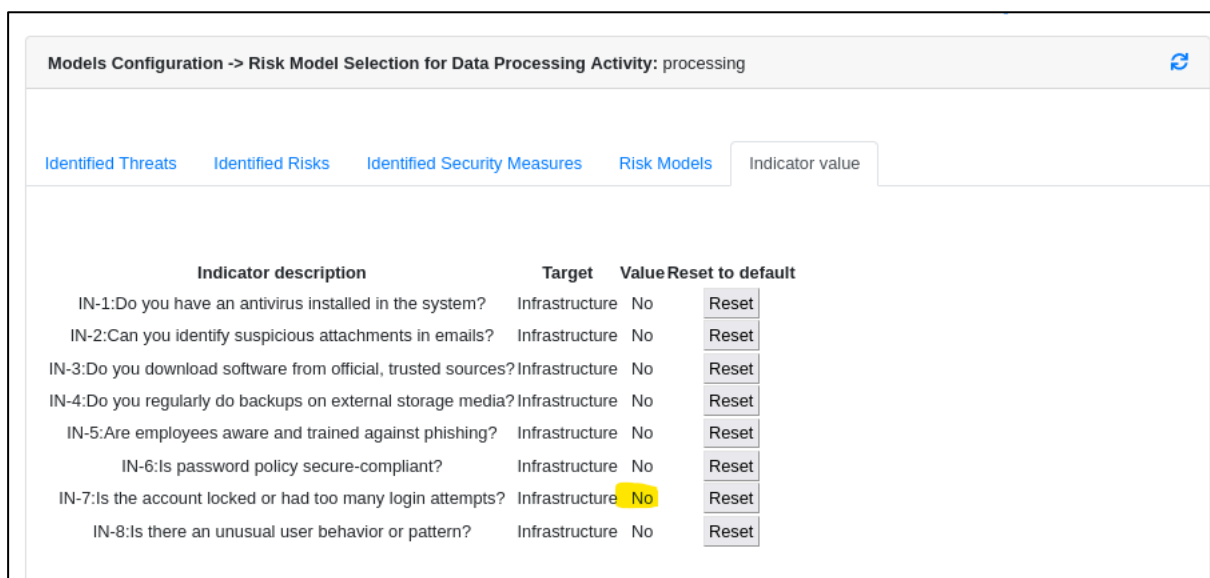 Models Configuration -> Risk Model Selection for Data Processing Activity: processing
Identified Threats Identified Risks Identified Security Measures Risk Models Indicator value
Indicator description Target Value Reset to default
IN-1:Do you have an antivirus installed in the system? Infrastructure No Reset
IN-2:Can you identify suspicious attachments in emails? Infrastructure No Reset
IN-3:Do you download software from official, trusted sources? Infrastructure No Reset
IN-4:Do you regularly do backups on external storage media? Infrastructure No Reset
IN-5:Are employees aware and trained against phishing? Infrastructure No Reset
IN-6:Is password policy secure-compliant? Infrastructure No Reset
IN-7:Is the account locked or had too many login attempts? Infrastructure No Reset
IN-8:Is there an unusual user behavior or pattern? Infrastructure No Reset